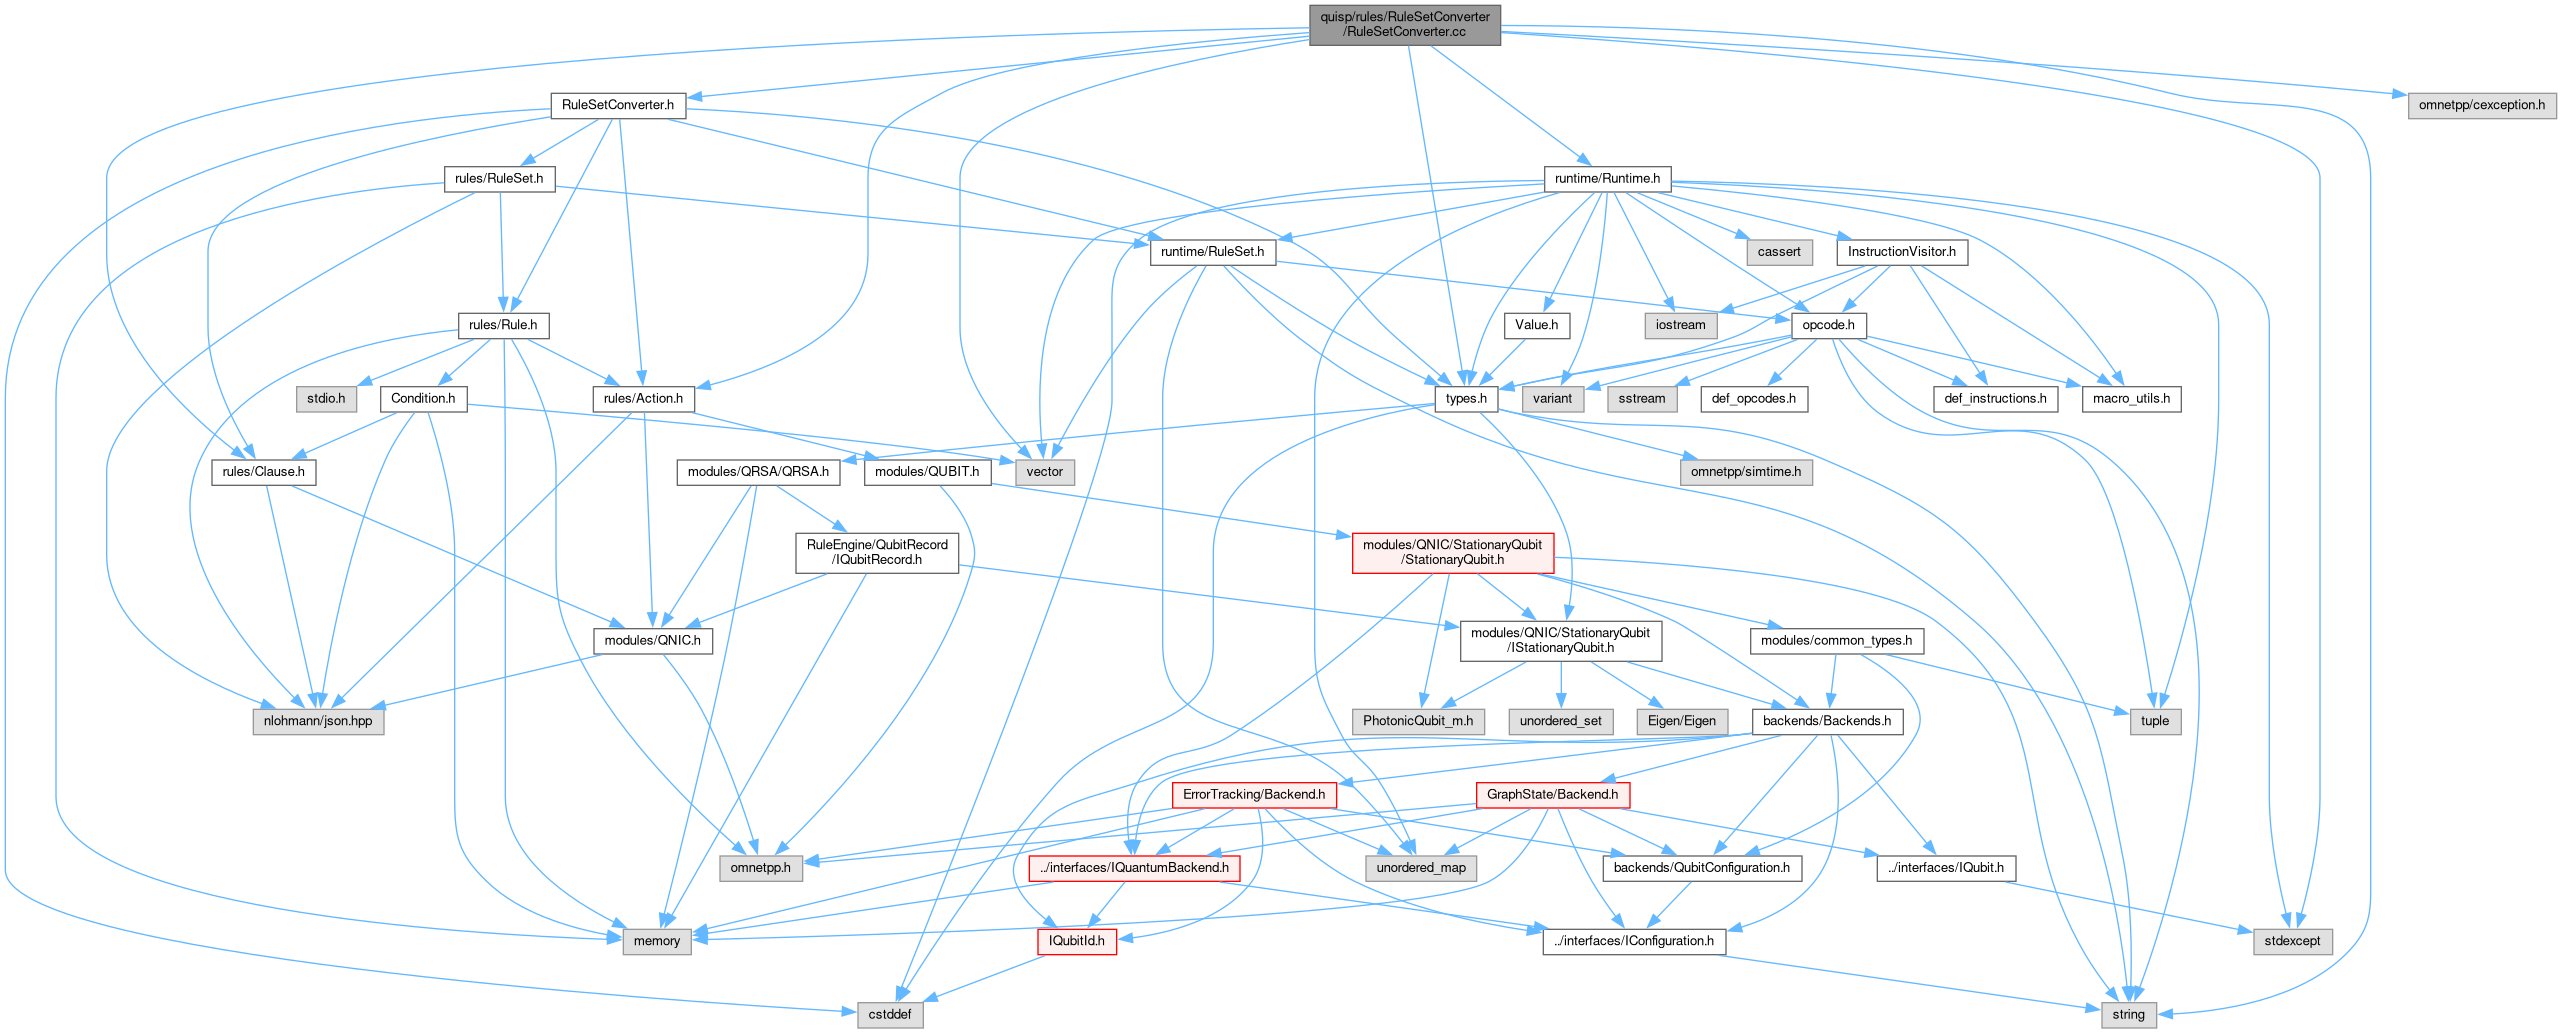 quisp/rules/RuleSetConverter
/RuleSetConverter.cc
RuleSetConverter.h
omnetpp/cexception.h
rules/RuleSet.h
runtime/Runtime.h
runtime/RuleSet.h
cassert
InstructionVisitor.h
rules/Rule.h
Value.h
iostream
opcode.h
stdio.h
Condition.h
rules/Action.h
types.h
variant
sstream
def_opcodes.h
def_instructions.h
macro_utils.h
rules/Clause.h
modules/QRSA/QRSA.h
modules/QUBIT.h
vector
omnetpp/simtime.h
RuleEngine/QubitRecord
/IQubitRecord.h
modules/QNIC/StationaryQubit
/StationaryQubit.h
modules/QNIC.h
modules/QNIC/StationaryQubit
/IStationaryQubit.h
modules/common_types.h
nlohmann/json.hpp
PhotonicQubit_m.h
unordered_set
Eigen/Eigen
backends/Backends.h
tuple
ErrorTracking/Backend.h
GraphState/Backend.h
omnetpp.h
../interfaces/IQuantumBackend.h
unordered_map
backends/QubitConfiguration.h
../interfaces/IQubit.h
memory
IQubitId.h
../interfaces/IConfiguration.h
stdexcept
cstddef
string